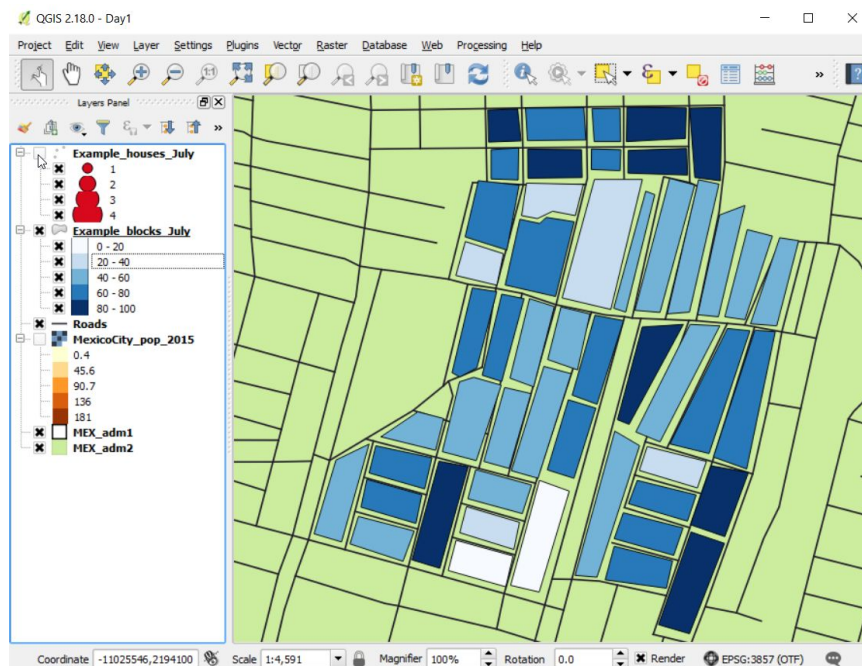 QGIS 2.18.0 - Day1
Project Edit View Layer Settings Plugins Vector Raster Database Web Processing Help
Layers Panel
Example_houses_July
1
2
3
4
Example_blocks_July
0 - 20
20 - 40
40 - 60
60 - 80
80 - 100
Roads
MexicoCity_pop_2015
0.4
45.6
90.7
136
181
MEX_adm1
MEX_adm2
Coordinate -11025546,2194100 Scale 1:4,591 Magnifier 100% Rotation 0.0 Render EPSG:3857 (OTF)